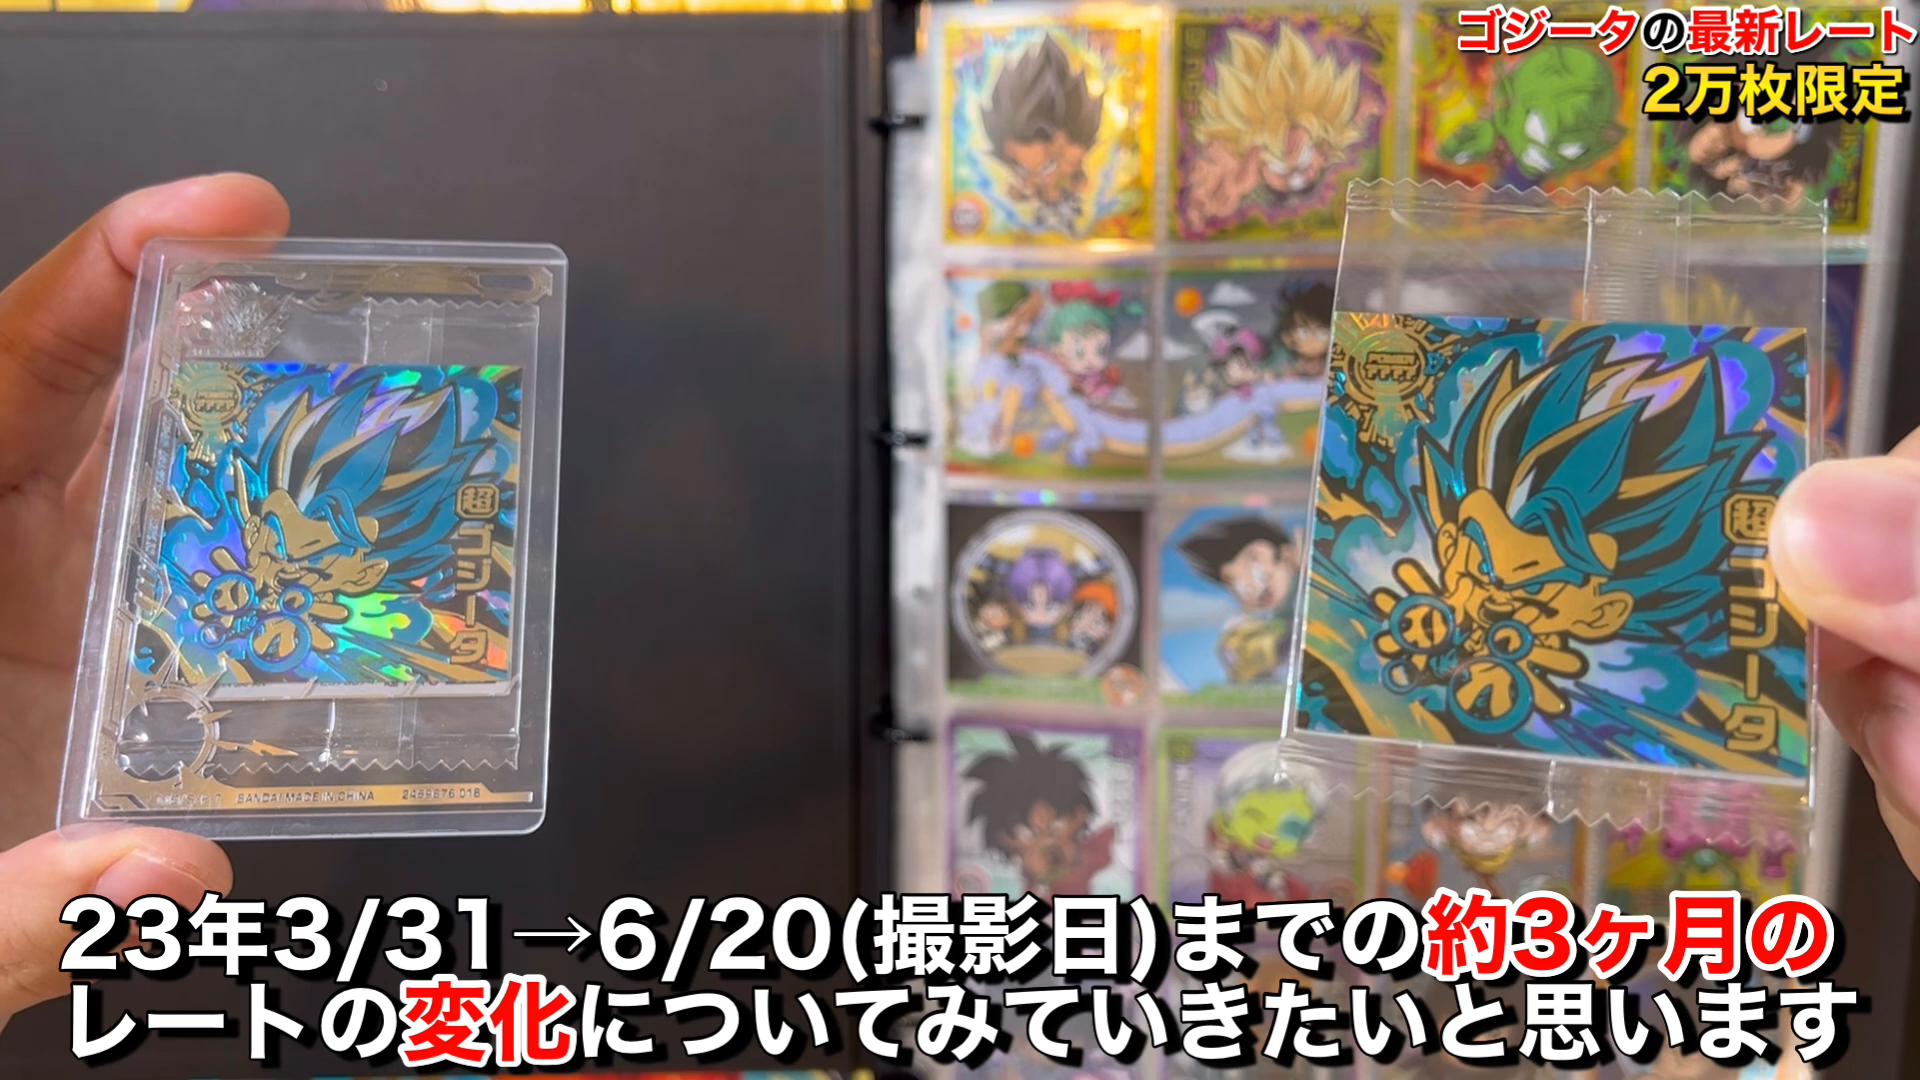 ゴジータの最新レート
2万枚限定
超ゴジータ
超ゴジータ
BANDAI MADE IN CHINA 2469676 018
23年3/31→6/20(撮影日)までの約3ヶ月の
レートの変化についてみていきたいと思います